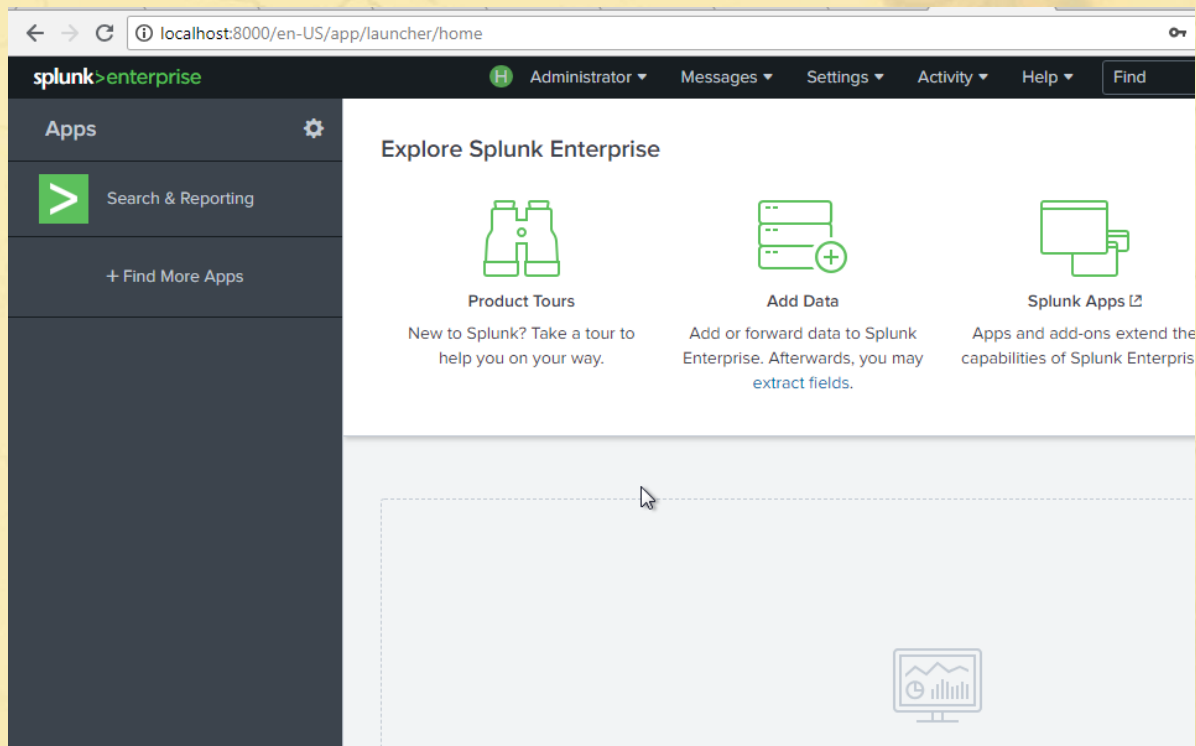 localhost:8000/en-US/app/launcher/home
splunk>enterprise
H Administrator Messages Settings Activity Help Find
Apps
Search & Reporting
+ Find More Apps
Explore Splunk Enterprise
Product Tours
New to Splunk? Take a tour to
help you on your way.
Add Data
Add or forward data to Splunk
Enterprise. Afterwards, you may
extract fields.
Splunk Apps
Apps and add-ons extend the
capabilities of Splunk Enterpris